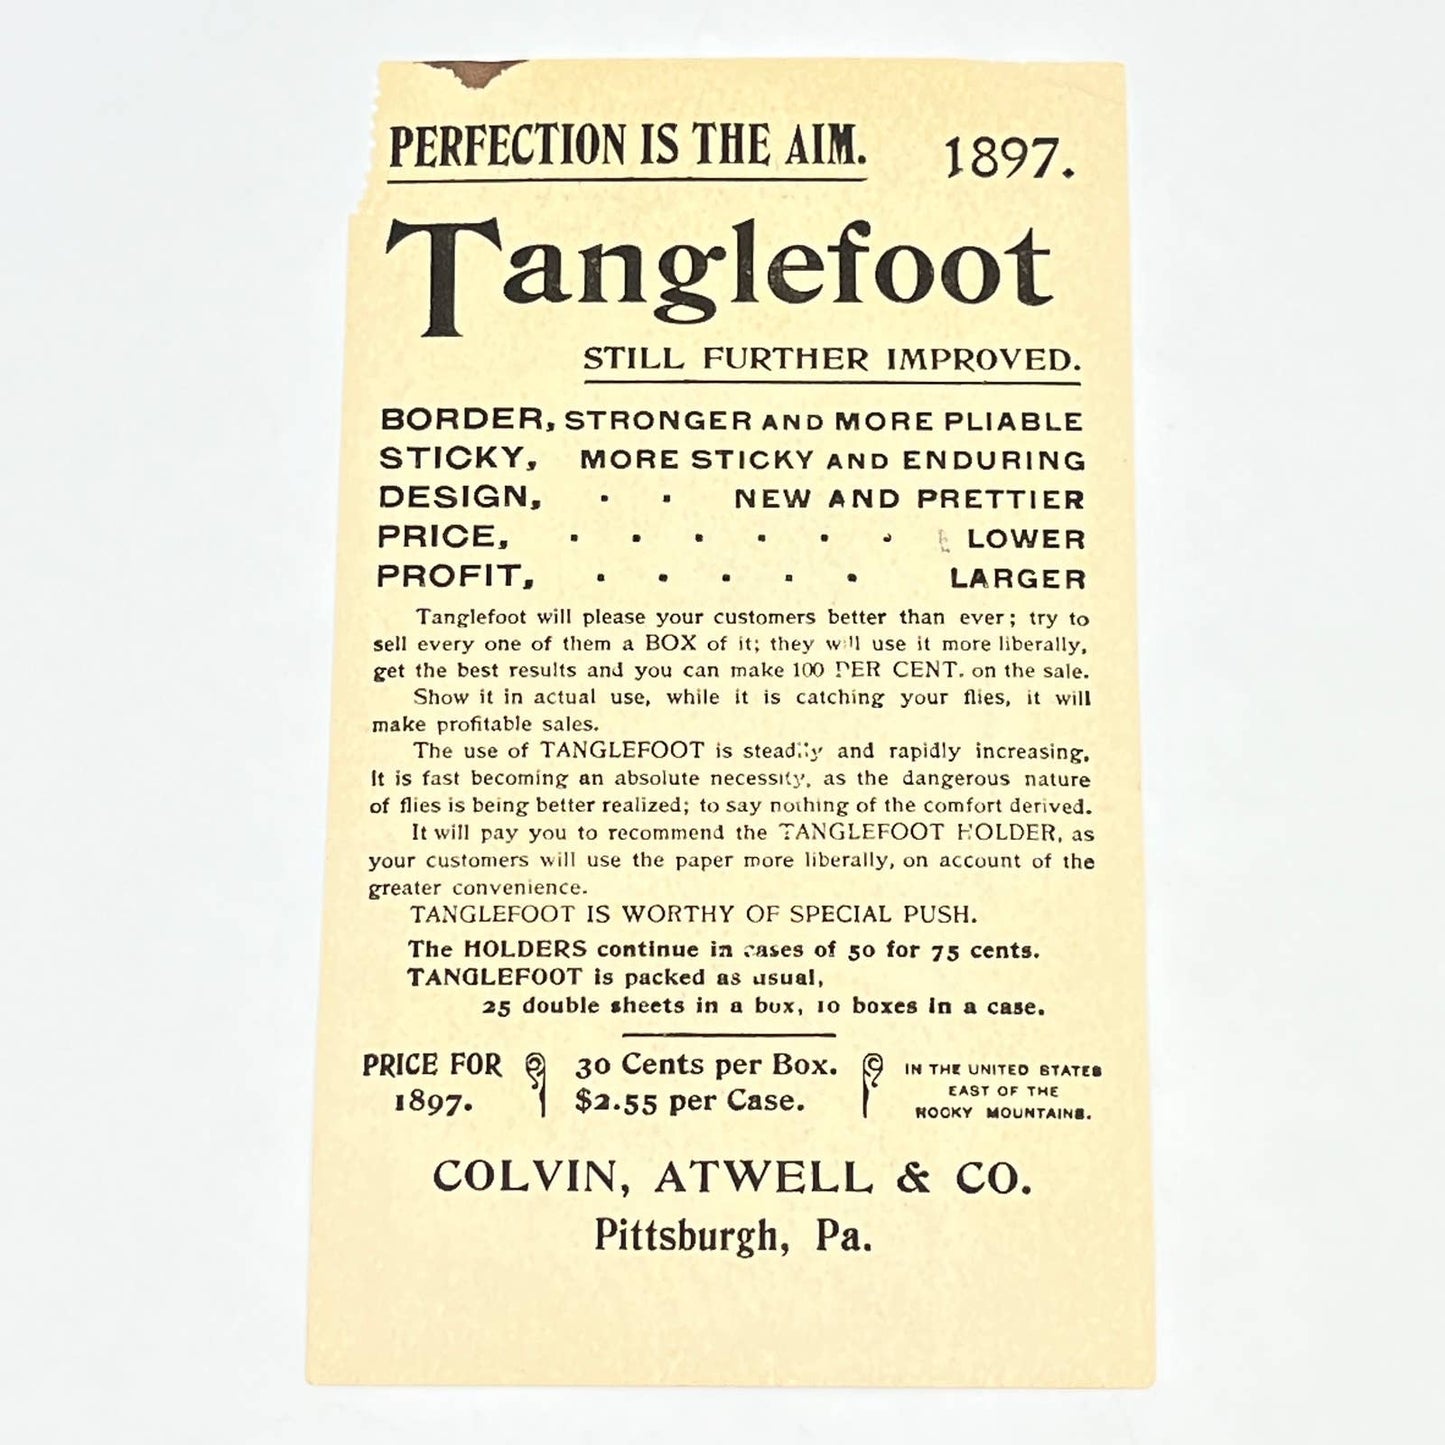 PERFECTION IS THE AIM. 1897.
Tanglefoot
STILL FURTHER IMPROVED.
BORDER, STRONGER AND MORE PLIABLE
STICKY, MORE STICKY AND ENDURING
DESIGN, . . NEW AND PRETTIER
PRICE, . . . . . . LOWER
PROFIT, . . . . . LARGER
Tanglefoot will please your customers better than ever; try to
sell every one of them a BOX of it; they will use it more liberally,
get the best results and you can make 100 PER CENT. on the sale.
Show it in actual use, while it is catching your flies, it will
make profitable sales.
The use of TANGLEFOOT is steadily and rapidly increasing,
It is fast becoming an absolute necessity, as the dangerous nature
of flies is being better realized; to say nothing of the comfort derived.
It will pay you to recommend the TANGLEFOOT HOLDER, as
your customers will use the paper more liberally, on account of the
greater convenience.
TANGLEFOOT IS WORTHY OF SPECIAL PUSH.
The HOLDERS continue in cases of 50 for 75 cents.
TANGLEFOOT is packed as usual,
25 double sheets in a box, 10 boxes in a case.
PRICE FOR 1897.
30 Cents per Box.
$2.55 per Case.
IN THE UNITED STATES
EAST OF THE
ROCKY MOUNTAINS.
COLVIN, ATWELL & CO.
Pittsburgh, Pa.